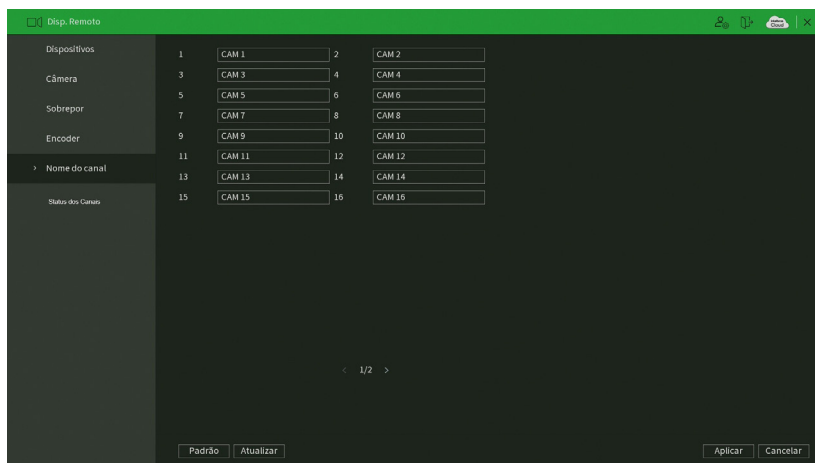 Disp. Remoto
Cloud
Dispositivos
Câmera
Sobrepor
Encoder
> Nome do canal
Status dos Canais
1 CAM 1 2 CAM 2
3 CAM 3 4 CAM 4
5 CAM 5 6 CAM 6
7 CAM 7 8 CAM 8
9 CAM 9 10 CAM 10
11 CAM 11 12 CAM 12
13 CAM 13 14 CAM 14
15 CAM 15 16 CAM 16
< 1/2 >
Padrão Atualizar Aplicar Cancelar